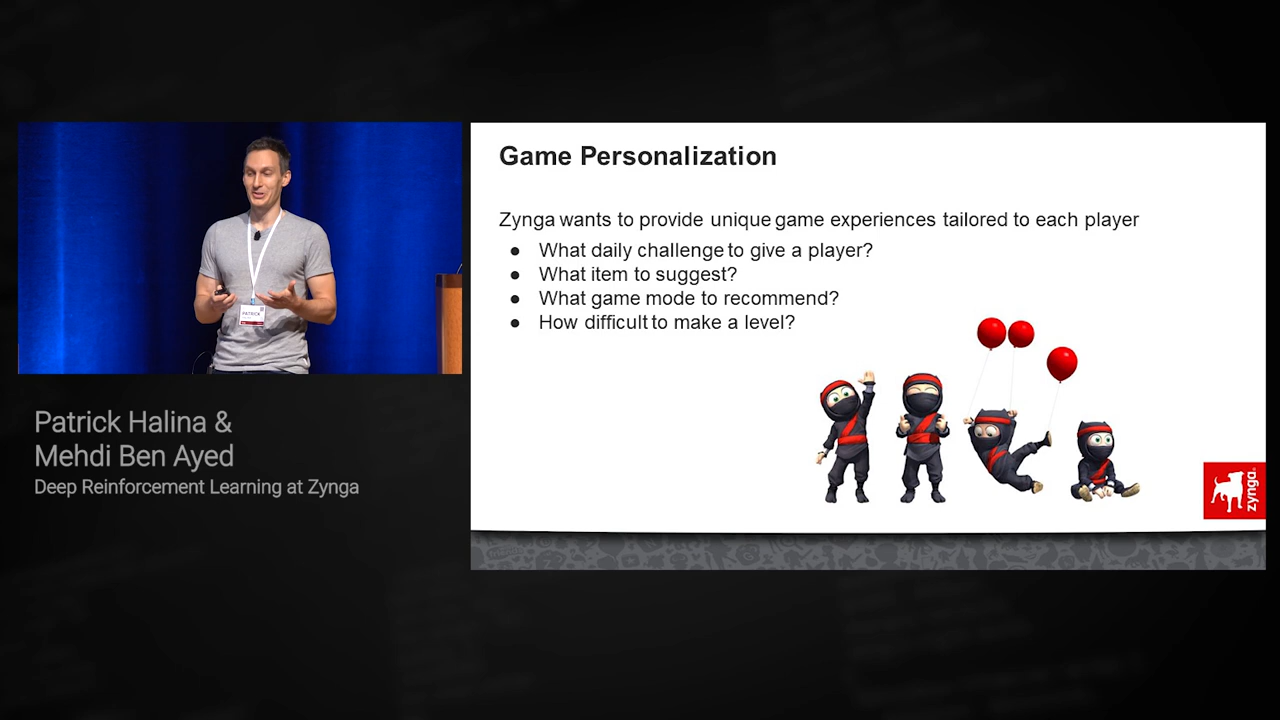 PATRICK
Patrick Halina &
Mehdi Ben Ayed
Deep Reinforcement Learning at Zynga
Game Personalization
Zynga wants to provide unique game experiences tailored to each player
● What daily challenge to give a player?
● What item to suggest?
● What game mode to recommend?
● How difficult to make a level?
zynga